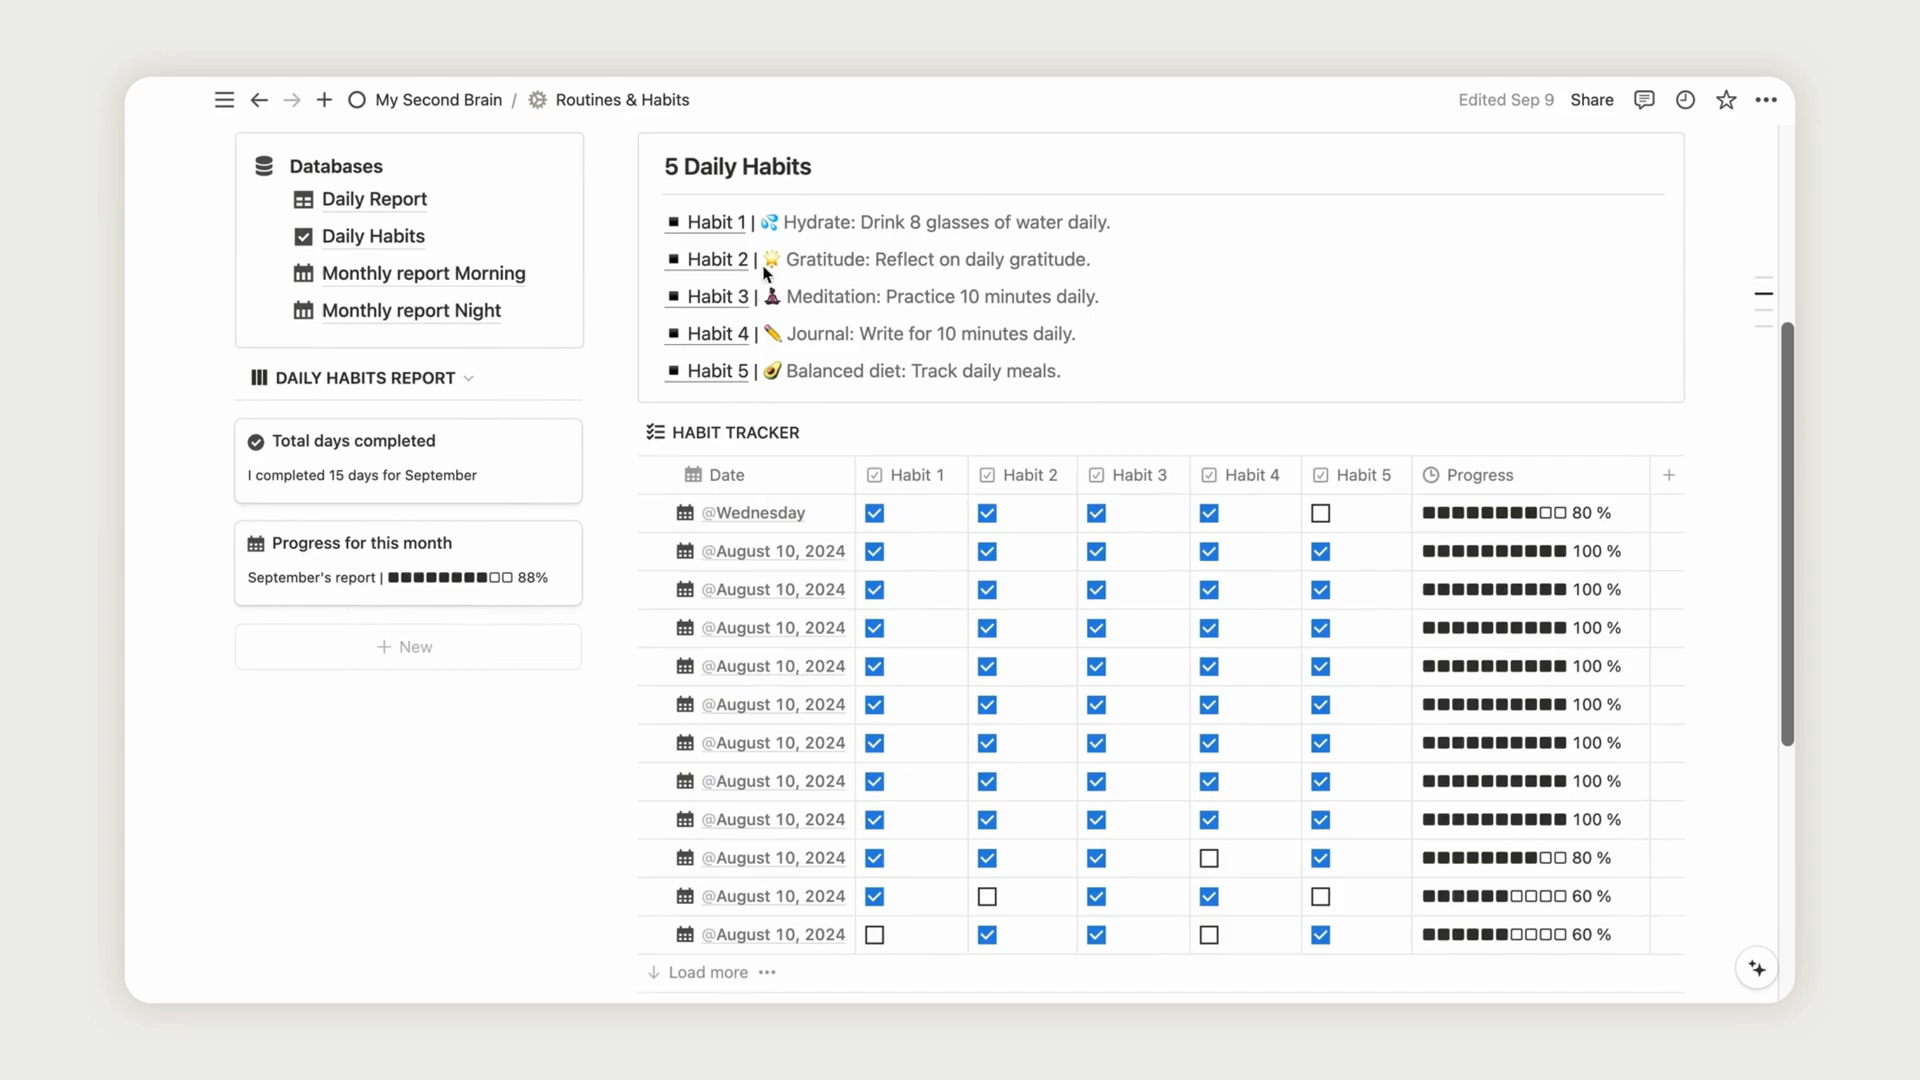 My Second Brain / Routines & Habits
Edited Sep 9 Share
Databases
Daily Report
Daily Habits
Monthly report Morning
Monthly report Night
DAILY HABITS REPORT
Total days completed
I completed 15 days for September
Progress for this month
September's report | ■■■■■■■■□□ 88%
+ New
5 Daily Habits
▪ Habit 1 | 💦 Hydrate: Drink 8 glasses of water daily.
▪ Habit 2 | 🌟 Gratitude: Reflect on daily gratitude.
▪ Habit 3 | 🧘 Meditation: Practice 10 minutes daily.
▪ Habit 4 | ✏️ Journal: Write for 10 minutes daily.
▪ Habit 5 | 🥑 Balanced diet: Track daily meals.
HABIT TRACKER
Date Habit 1 Habit 2 Habit 3 Habit 4 Habit 5 Progress
@Wednesday ■■■■■■■■□□ 80 %
@August 10, 2024 ■■■■■■■■■■ 100 %
@August 10, 2024 ■■■■■■■■■■ 100 %
@August 10, 2024 ■■■■■■■■■■ 100 %
@August 10, 2024 ■■■■■■■■■■ 100 %
@August 10, 2024 ■■■■■■■■■■ 100 %
@August 10, 2024 ■■■■■■■■■■ 100 %
@August 10, 2024 ■■■■■■■■■■ 100 %
@August 10, 2024 ■■■■■■■■■■ 100 %
@August 10, 2024 ■■■■■■■■□□ 80 %
@August 10, 2024 ■■■■■■□□□□ 60 %
@August 10, 2024 ■■■■■■□□□□ 60 %
↓ Load more •••